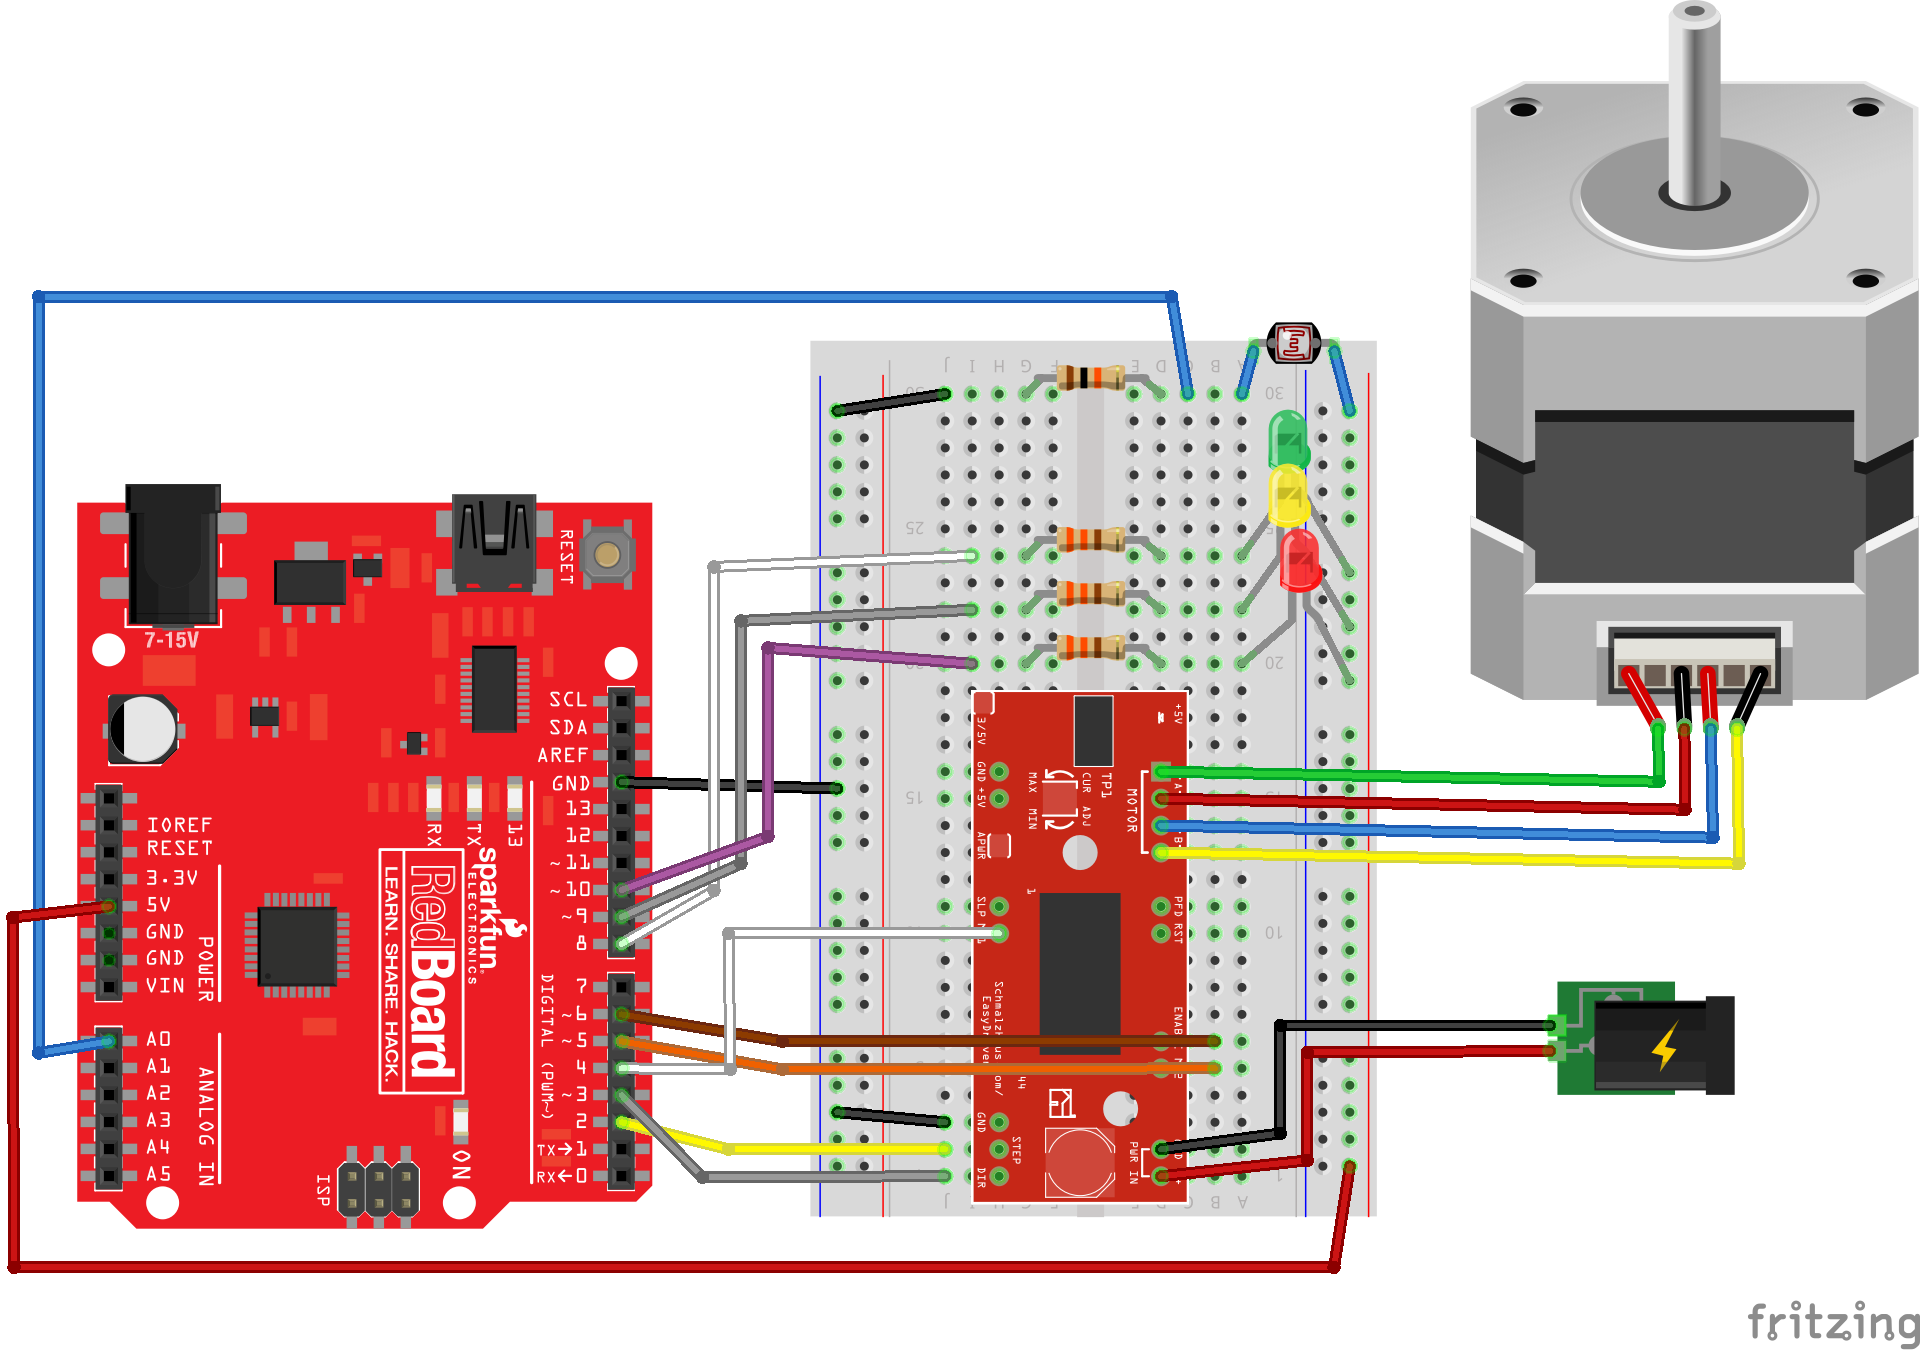 7-15V
RESET
SCL
SDA
AREF
GND
13
12
~11
~10
~9
8
7
~6
~5
4
~3
2
TX→1
RX←0
DIGITAL (PWM~)
RX
TX
13
IOREF
RESET
3.3V
5V
GND
GND
VIN
POWER
A0
A1
A2
A3
A4
A5
ANALOG IN
sparkfun
ELECTRONICS
RedBoard
LEARN. SHARE. HACK.
ON
ISP
J I H G F E D B A
30
30
25
20
15
10
1
3/5V
+5V
GND +5V
MAX
MIN
CUR ADJ
TP1
MOTOR
APWR
1
SLP
PFD RST
GND
STEP
DIR
PWR IN
J
B A
fritzing